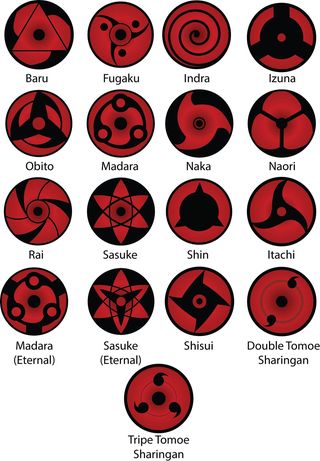 Baru
Fugaku
Indra
Izuna
Obito
Madara
Naka
Naori
Rai
Sasuke
Shin
Itachi
Madara
(Eternal)
Sasuke
(Eternal)
Shisui
Double Tomoe
Sharingan
Tripe Tomoe
Sharingan